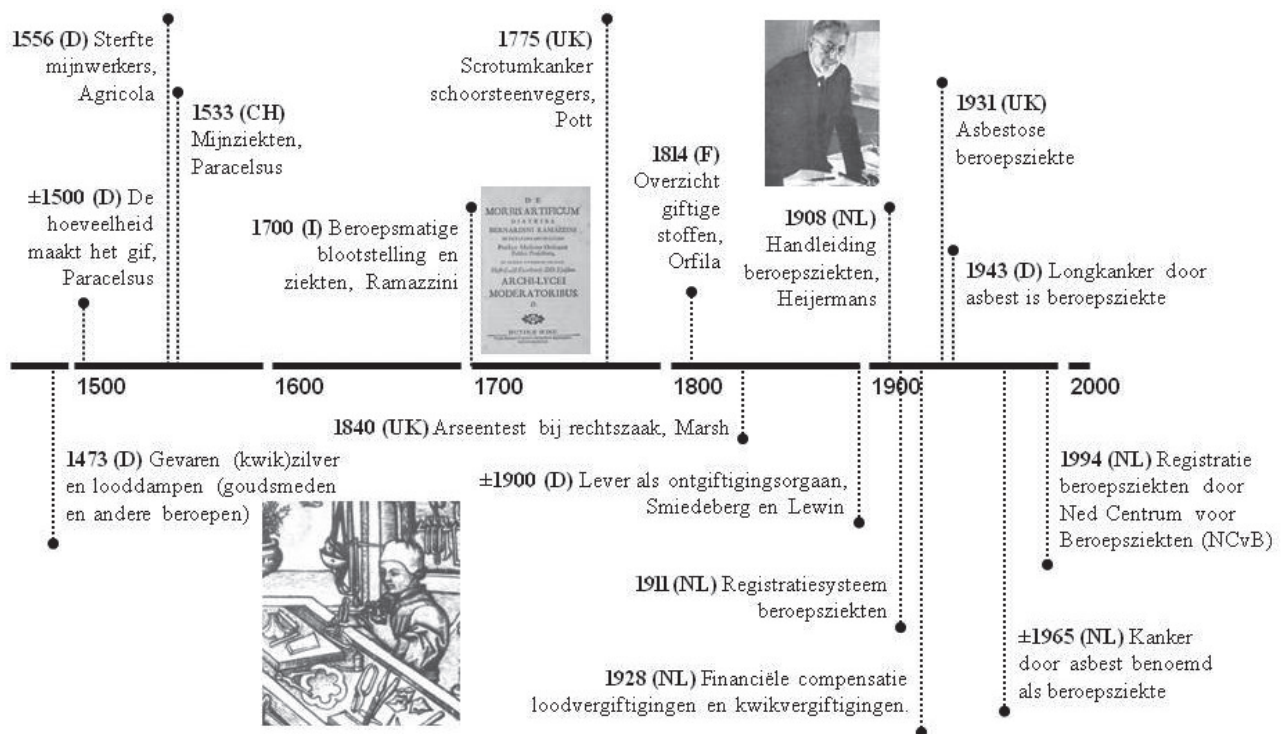 1556 (D) Sterfte
mijnwerkers,
Agricola
1533 (CH)
Mijnziekten,
Paracelsus
±1500 (D) De
hoeveelheid
maakt het gif,
Paracelsus
1700 (I) Beroepsmatige
blootstelling en
ziekten, Ramazzini
DE
MORBIS ARTIFICUM
DIATRIBA
BERNARDINI RAMAZZINI
ARCHI-LYCEI
MODERATORIBUS.
D.
1775 (UK)
Scrotumkanker
schoorsteenvegers,
Pott
1814 (F)
Overzicht
giftige
stoffen,
Orfila
1908 (NL)
Handleiding
beroepsziekten,
Heijermans
1931 (UK)
Asbestose
beroepsziekte
1943 (D) Longkanker door
asbest is beroepsziekte
1500
1600
1700
1800
1900
2000
1473 (D) Gevaren (kwik)zilver
en looddampen (goudsmeden
en andere beroepen)
1840 (UK) Arseentest bij rechtszaak, Marsh
±1900 (D) Lever als ontgiftigingsorgaan,
Smiedeberg en Lewin
1911 (NL) Registratiesysteem
beroepsziekten
1928 (NL) Financiële compensatie
loodvergiftigingen en kwikvergiftigingen.
1994 (NL) Registratie
beroepsziekten door
Ned Centrum voor
Beroepsziekten (NCvB)
±1965 (NL) Kanker
door asbest benoemd
als beroepsziekte